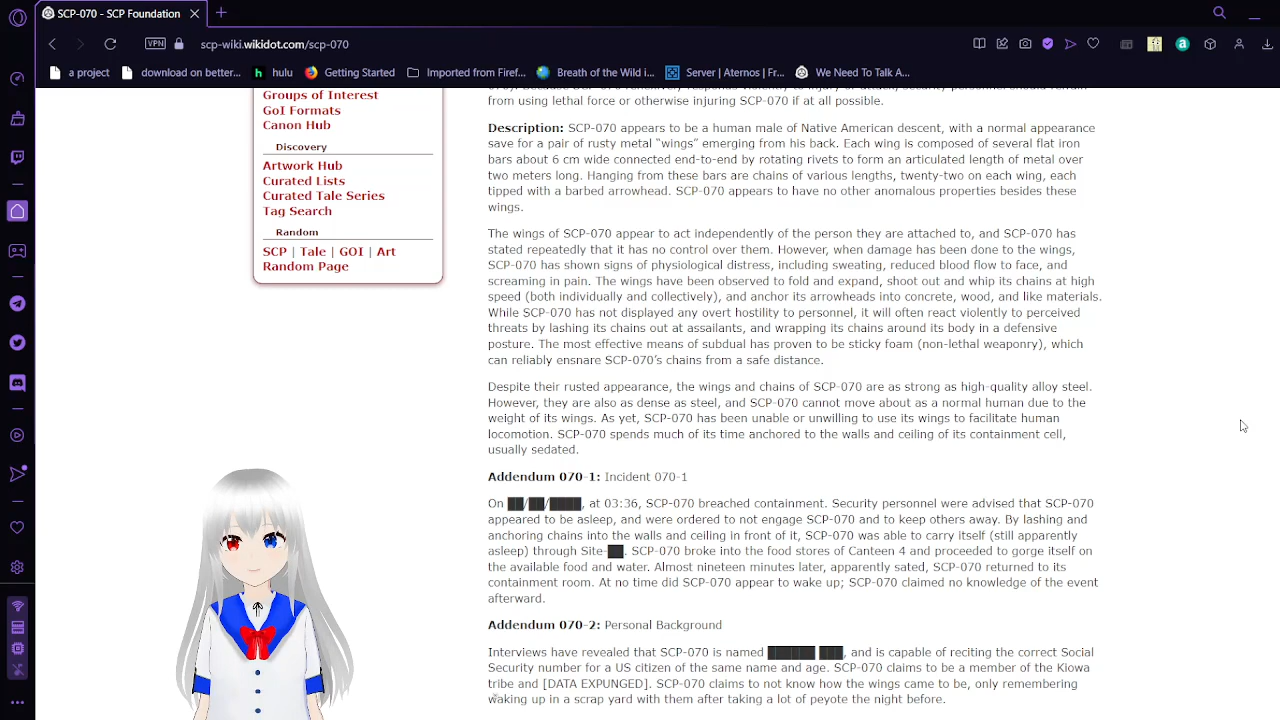 SCP-070 - SCP Foundation
VPN scp-wiki.wikidot.com/scp-070
a project download on better... hulu Getting Started Imported from Firef... Breath of the Wild i... Server | Aternos | Fr... We Need To Talk A...
Groups of Interest
GoI Formats
Canon Hub
Discovery
Artwork Hub
Curated Lists
Curated Tale Series
Tag Search
Random
SCP | Tale | GOI | Art
Random Page
from using lethal force or otherwise injuring SCP-070 if at all possible.
Description: SCP-070 appears to be a human male of Native American descent, with a normal appearance
save for a pair of rusty metal “wings” emerging from his back. Each wing is composed of several flat iron
bars about 6 cm wide connected end-to-end by rotating rivets to form an articulated length of metal over
two meters long. Hanging from these bars are chains of various lengths, twenty-two on each wing, each
tipped with a barbed arrowhead. SCP-070 appears to have no other anomalous properties besides these
wings.
The wings of SCP-070 appear to act independently of the person they are attached to, and SCP-070 has
stated repeatedly that it has no control over them. However, when damage has been done to the wings,
SCP-070 has shown signs of physiological distress, including sweating, reduced blood flow to face, and
screaming in pain. The wings have been observed to fold and expand, shoot out and whip its chains at high
speed (both individually and collectively), and anchor its arrowheads into concrete, wood, and like materials.
While SCP-070 has not displayed any overt hostility to personnel, it will often react violently to perceived
threats by lashing its chains out at assailants, and wrapping its chains around its body in a defensive
posture. The most effective means of subdual has proven to be sticky foam (non-lethal weaponry), which
can reliably ensnare SCP-070’s chains from a safe distance.
Despite their rusted appearance, the wings and chains of SCP-070 are as strong as high-quality alloy steel.
However, they are also as dense as steel, and SCP-070 cannot move about as a normal human due to the
weight of its wings. As yet, SCP-070 has been unable or unwilling to use its wings to facilitate human
locomotion. SCP-070 spends much of its time anchored to the walls and ceiling of its containment cell,
usually sedated.
Addendum 070-1: Incident 070-1
On ██/██/████, at 03:36, SCP-070 breached containment. Security personnel were advised that SCP-070
appeared to be asleep, and were ordered to not engage SCP-070 and to keep others away. By lashing and
anchoring chains into the walls and ceiling in front of it, SCP-070 was able to carry itself (still apparently
asleep) through Site-██. SCP-070 broke into the food stores of Canteen 4 and proceeded to gorge itself on
the available food and water. Almost nineteen minutes later, apparently sated, SCP-070 returned to its
containment room. At no time did SCP-070 appear to wake up; SCP-070 claimed no knowledge of the event
afterward.
Addendum 070-2: Personal Background
Interviews have revealed that SCP-070 is named ██████ ███, and is capable of reciting the correct Social
Security number for a US citizen of the same name and age. SCP-070 claims to be a member of the Kiowa
tribe and [DATA EXPUNGED]. SCP-070 claims to not know how the wings came to be, only remembering
waking up in a scrap yard with them after taking a lot of peyote the night before.